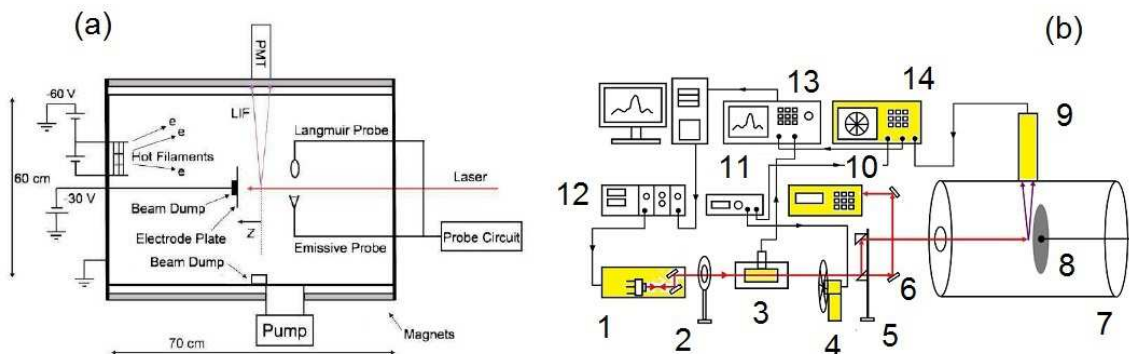 (a)
PMT
-60 V
LIF
e
e
e
Langmuir Probe
Hot Filaments
60 cm
Laser
-30 V
Beam Dump
Electrode Plate
Z
Emissive Probe
Probe Circuit
Beam Dump
Pump
Magnets
70 cm
(b)
13
14
9
11
10
12
8
6
1
2
3
4
5
7